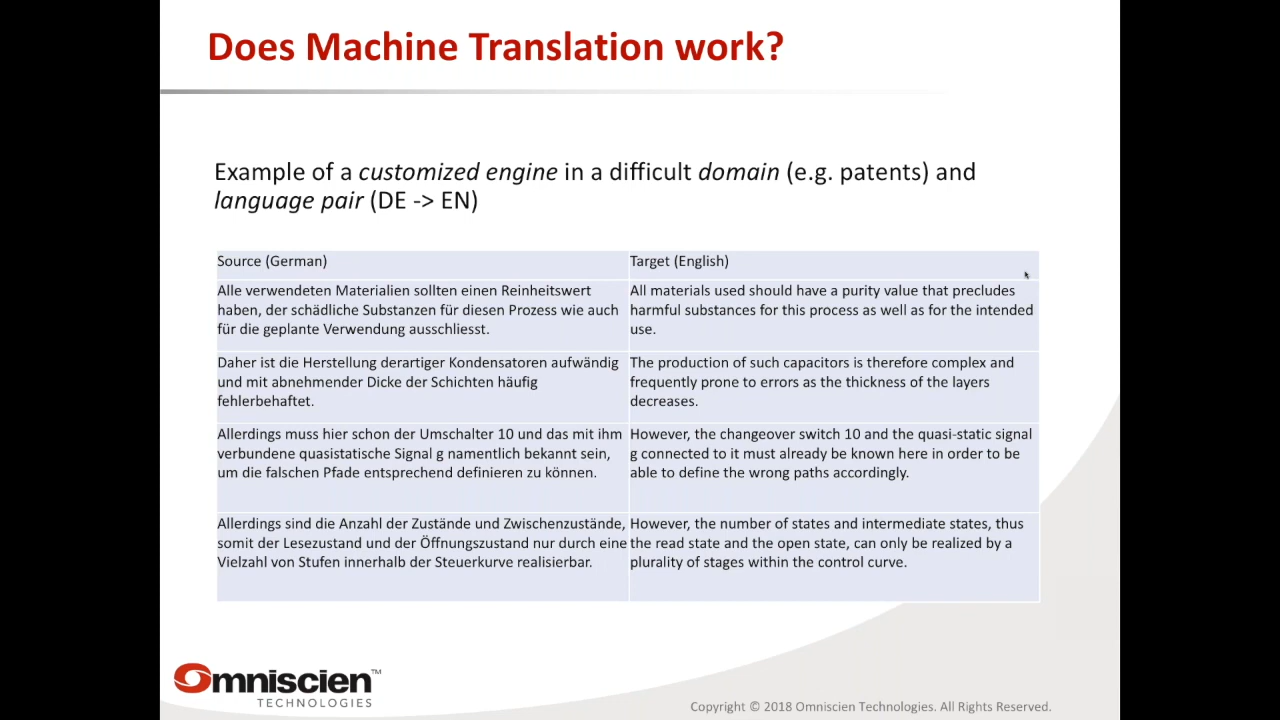 Does Machine Translation work?
Example of a customized engine in a difficult domain (e.g. patents) and
language pair (DE -> EN)
Source (German)
Target (English)
Alle verwendeten Materialien sollten einen Reinheitswert
haben, der schädliche Substanzen für diesen Prozess wie auch
für die geplante Verwendung ausschliesst.
All materials used should have a purity value that precludes
harmful substances for this process as well as for the intended
use.
Daher ist die Herstellung derartiger Kondensatoren aufwändig
und mit abnehmender Dicke der Schichten häufig
fehlerbehaftet.
The production of such capacitors is therefore complex and
frequently prone to errors as the thickness of the layers
decreases.
Allerdings muss hier schon der Umschalter 10 und das mit ihm
verbundene quasistatische Signal g namentlich bekannt sein,
um die falschen Pfade entsprechend definieren zu können.
However, the changeover switch 10 and the quasi-static signal
g connected to it must already be known here in order to be
able to define the wrong paths accordingly.
Allerdings sind die Anzahl der Zustände und Zwischenzustände,
somit der Lesezustand und der Öffnungszustand nur durch eine
Vielzahl von Stufen innerhalb der Steuerkurve realisierbar.
However, the number of states and intermediate states, thus
the read state and the open state, can only be realized by a
plurality of stages within the control curve.
Omniscien™
TECHNOLOGIES
Copyright © 2018 Omniscien Technologies. All Rights Reserved.